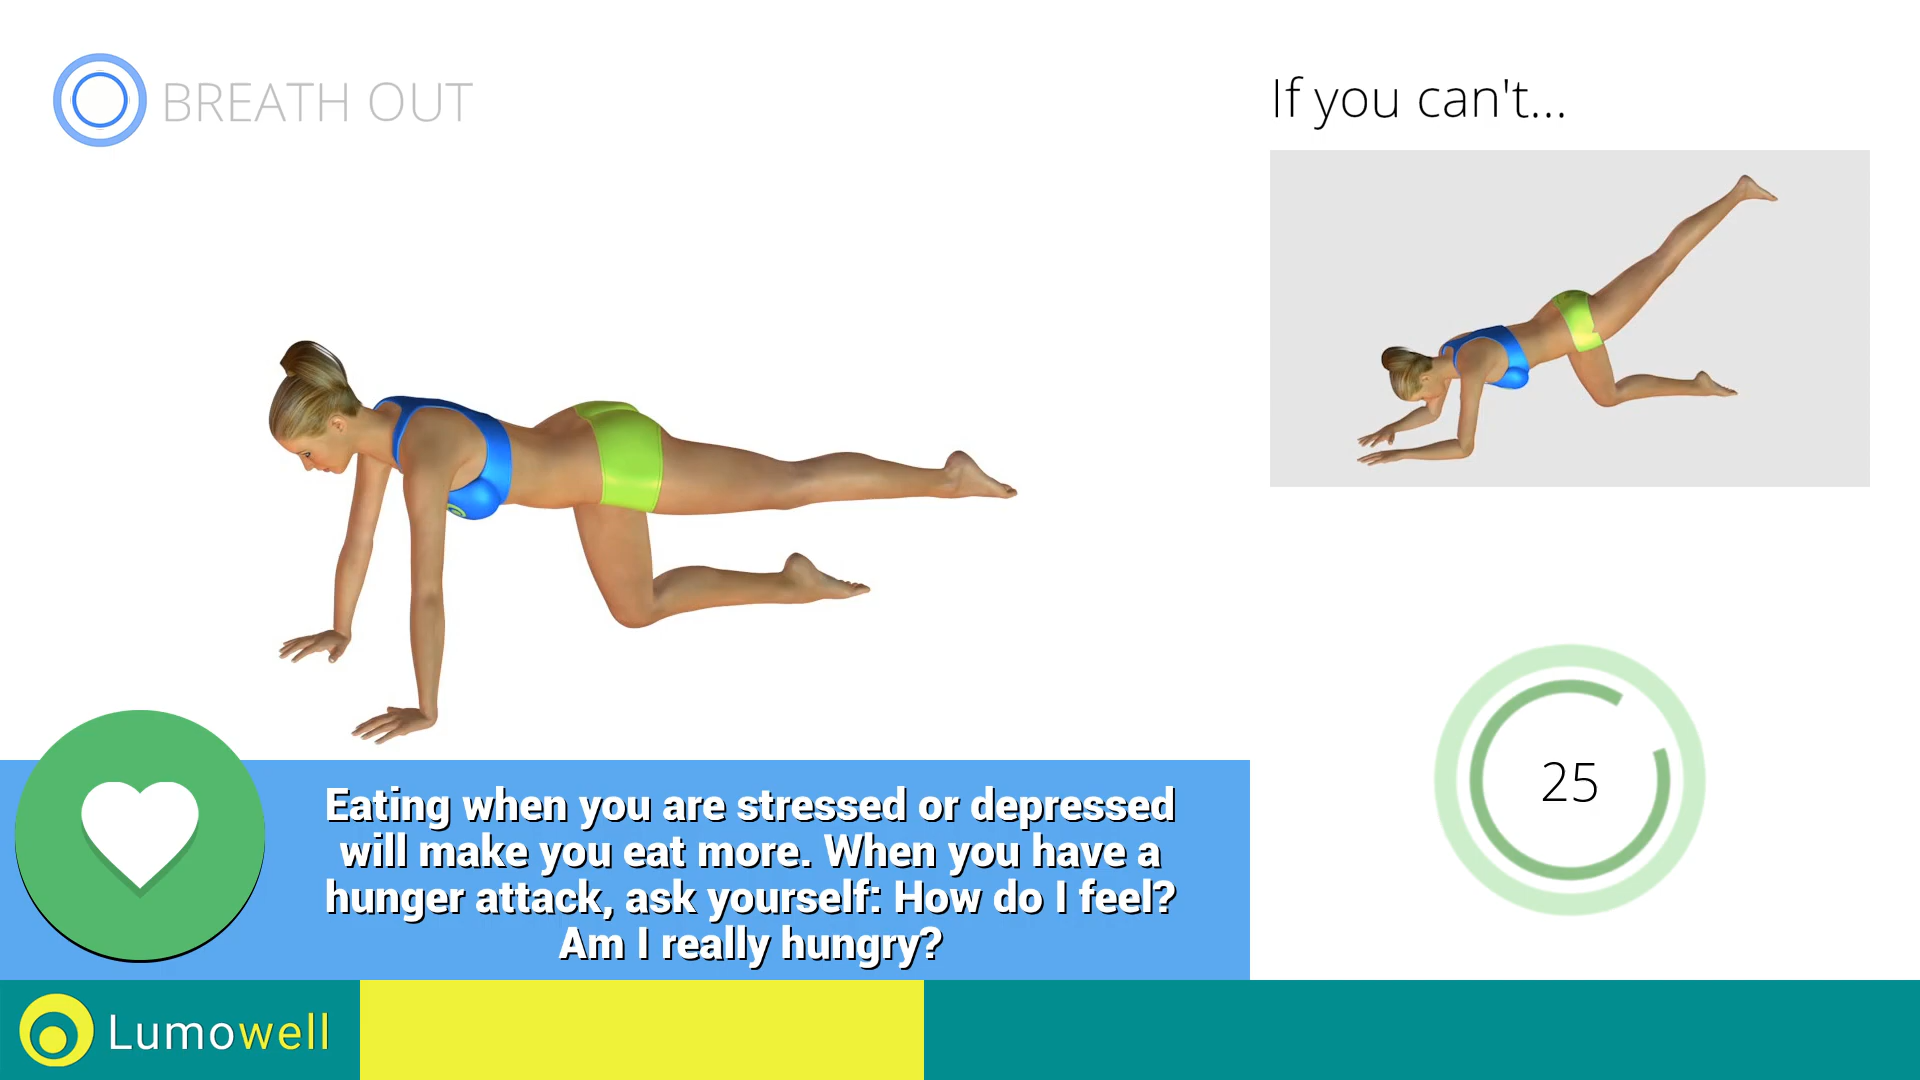 BREATH OUT
If you can't...
25
Eating when you are stressed or depressed
will make you eat more. When you have a
hunger attack, ask yourself: How do I feel?
Am I really hungry?
Lumowell